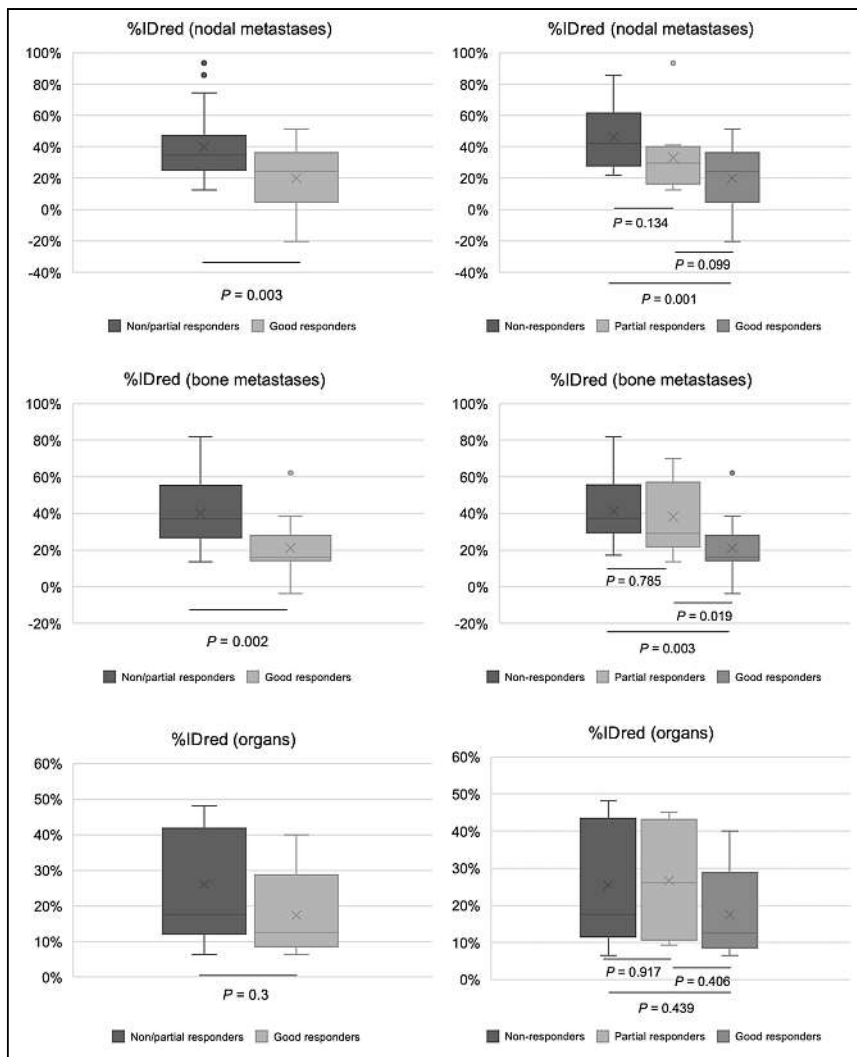 %IDred (nodal metastases)
100%
80%
60%
40%
20%
0%
-20%
-40%
P = 0.003
Non/partial responders Good responders
%IDred (nodal metastases)
100%
80%
60%
40%
20%
0%
-20%
-40%
P = 0.134
P = 0.099
P = 0.001
Non-responders Partial responders Good responders
%IDred (bone metastases)
100%
80%
60%
40%
20%
0%
-20%
P = 0.002
Non/partial responders Good responders
%IDred (bone metastases)
100%
80%
60%
40%
20%
0%
-20%
P = 0.785
P = 0.019
P = 0.003
Non-responders Partial responders Good responders
%IDred (organs)
60%
50%
40%
30%
20%
10%
0%
P = 0.3
Non/partial responders Good responders
%IDred (organs)
60%
50%
40%
30%
20%
10%
0%
P = 0.917
P = 0.406
P = 0.439
Non-responders Partial responders Good responders